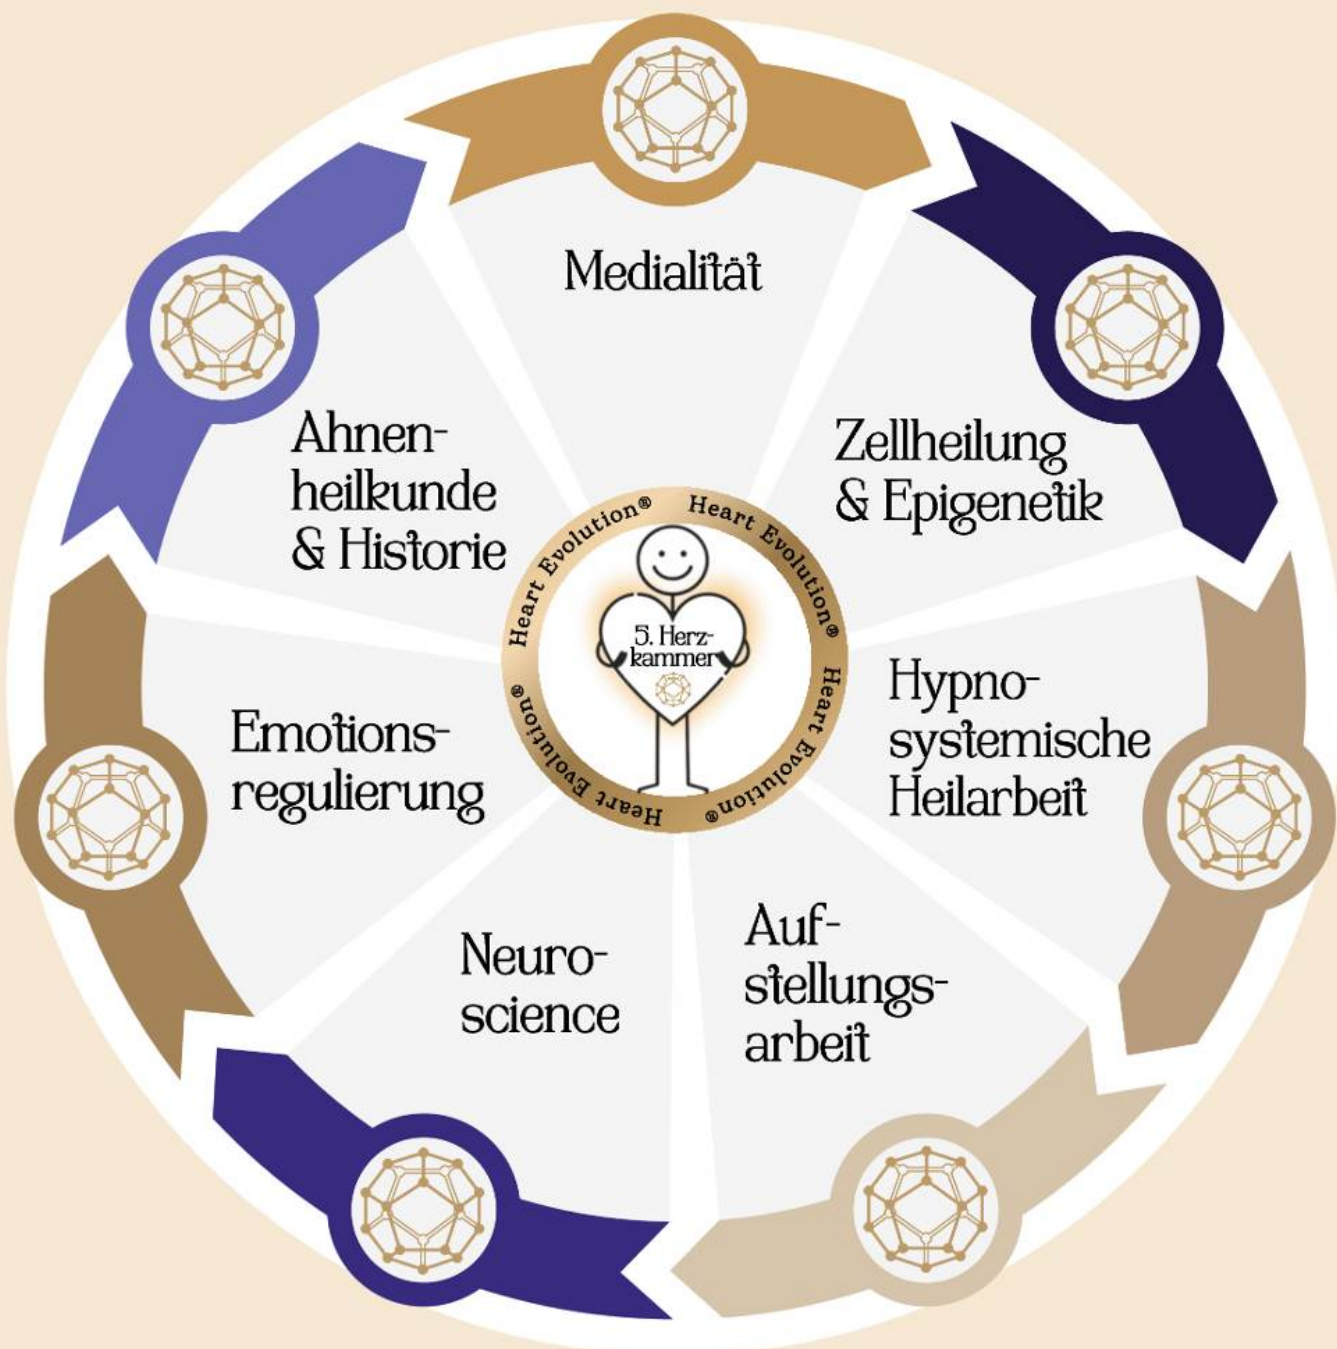 Medialität
Zellheilung
& Epigenetik
Hypno-
systemische
Heilarbeit
Auf-
stellungs-
arbeit
Neuro-
science
Emotions-
regulierung
Ahnen-
heilkunde
& Historie
Heart Evolution®
Heart Evolution®
Heart Evolution®
Heart Evolution®
5. Herz-
kammer